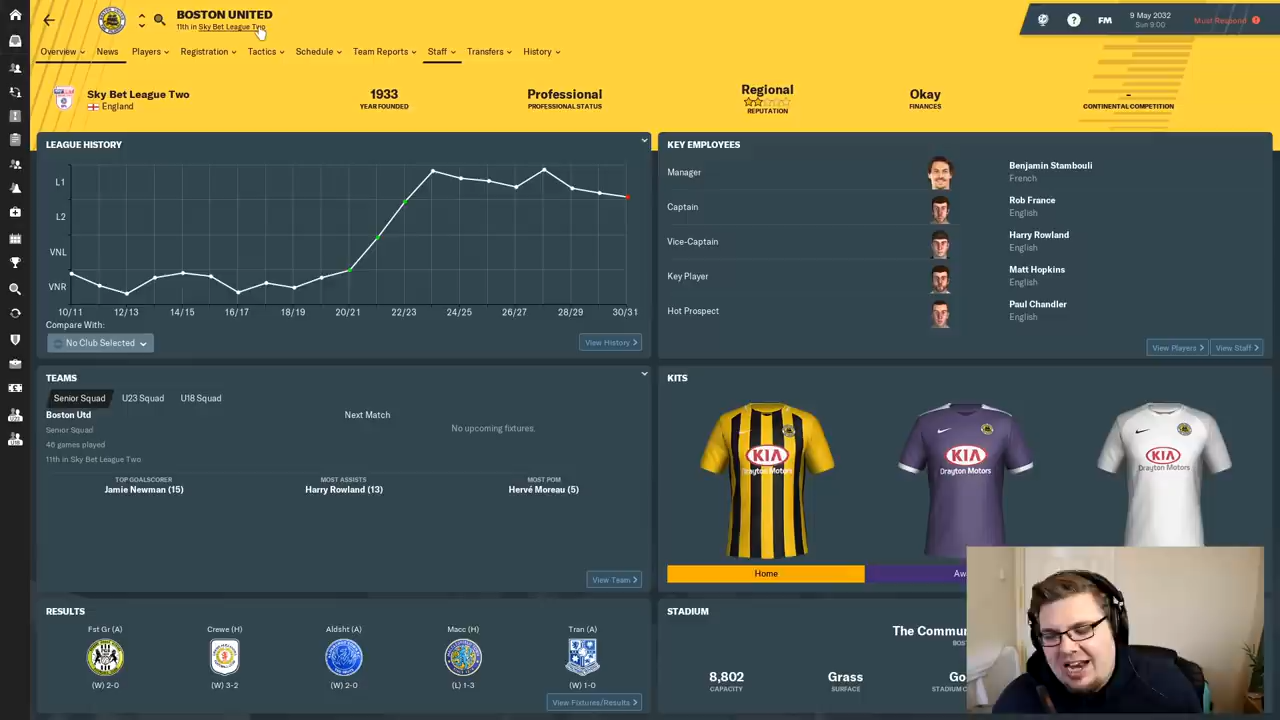 BOSTON UNITED
11th in Sky Bet League Two
FM
9 May 2032
Sun 9:00
Must Respond
Overview
News
Players
Registration
Tactics
Schedule
Team Reports
Staff
Transfers
History
Sky Bet League Two
England
1933
YEAR FOUNDED
Professional
PROFESSIONAL STATUS
Regional
REPUTATION
Okay
FINANCES
-
CONTINENTAL COMPETITION
LEAGUE HISTORY
L1
L2
VNL
VNR
10/11 12/13 14/15 16/17 18/19 20/21 22/23 24/25 26/27 28/29 30/31
Compare With:
No Club Selected
View History
KEY EMPLOYEES
Manager
Benjamin Stambouli
French
Captain
Rob France
English
Vice-Captain
Harry Rowland
English
Key Player
Matt Hopkins
English
Hot Prospect
Paul Chandler
English
View Players
View Staff
TEAMS
Senior Squad
U23 Squad
U18 Squad
Boston Utd
Senior Squad
46 games played
11th in Sky Bet League Two
Next Match
No upcoming fixtures.
TOP GOALSCORER
Jamie Newman (15)
MOST ASSISTS
Harry Rowland (13)
MOST POM
Hervé Moreau (5)
View Team
KITS
KIA
Drayton Motors
KIA
Drayton Motors
KIA
Drayton Motors
Home
Aw
RESULTS
Fst Gr (A)
(W) 2-0
Crewe (H)
(W) 3-2
Aldsht (A)
(W) 2-0
Macc (H)
(L) 1-3
Tran (A)
(W) 1-0
View Fixtures/Results
STADIUM
The Commu
BOS
8,802
CAPACITY
Grass
SURFACE
Go
STADIUM C